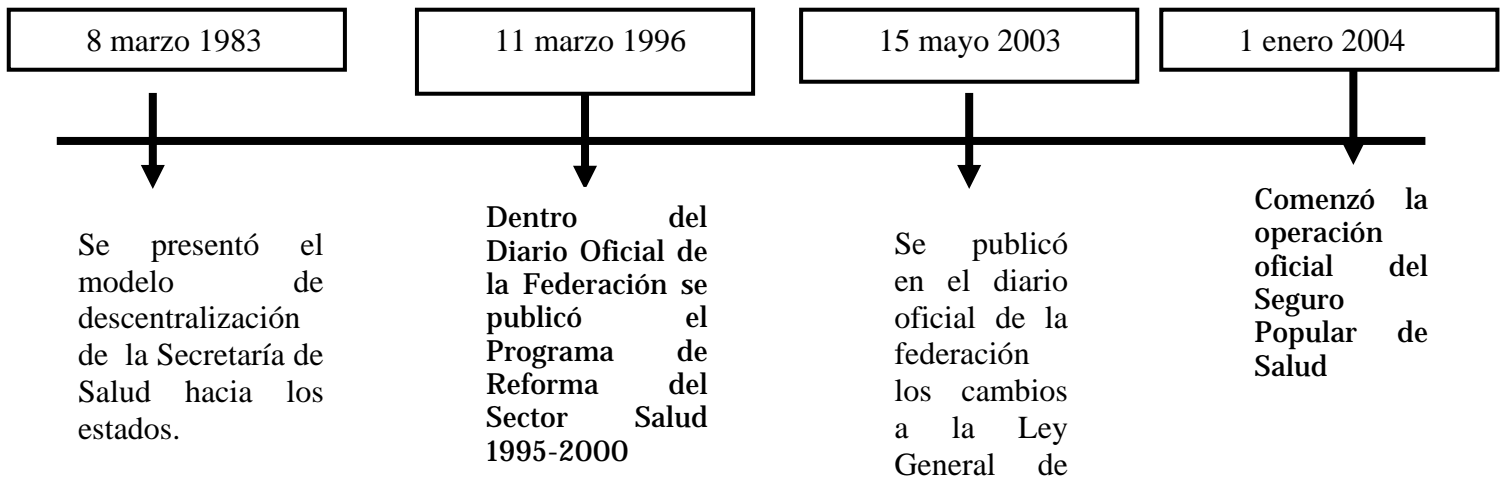 8 marzo 1983
11 marzo 1996
15 mayo 2003
1 enero 2004
Se presentó el
modelo de
descentralización
de la Secretaría de
Salud hacia los
estados.
Dentro del
Diario Oficial de
la Federación se
publicó el
Programa de
Reforma del
Sector Salud
1995-2000
Se publicó
en el diario
oficial de la
federación
los cambios
a la Ley
General de
Comenzó la
operación
oficial del
Seguro
Popular de
Salud